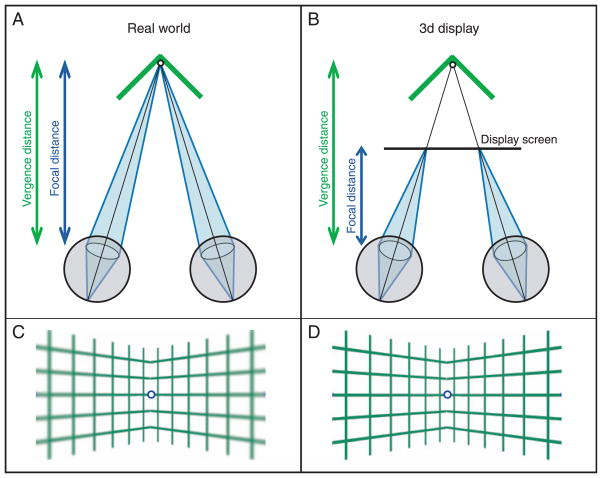 A
Real world
Vergence distance
Focal distance
B
3d display
Vergence distance
Focal distance
Display screen
C
D